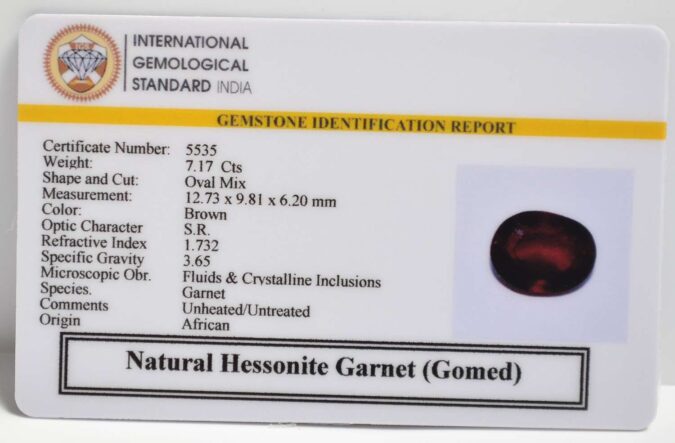 IGS
INTERNATIONAL
GEMOLOGICAL
STANDARD INDIA
GEMSTONE IDENTIFICATION REPORT
Certificate Number: 5535
Weight: 7.17 Cts
Shape and Cut: Oval Mix
Measurement: 12.73 x 9.81 x 6.20 mm
Color: Brown
Optic Character S.R.
Refractive Index 1.732
Specific Gravity 3.65
Microscopic Obr. Fluids & Crystalline Inclusions
Species. Garnet
Comments Unheated/Untreated
Origin African
Natural Hessonite Garnet (Gomed)